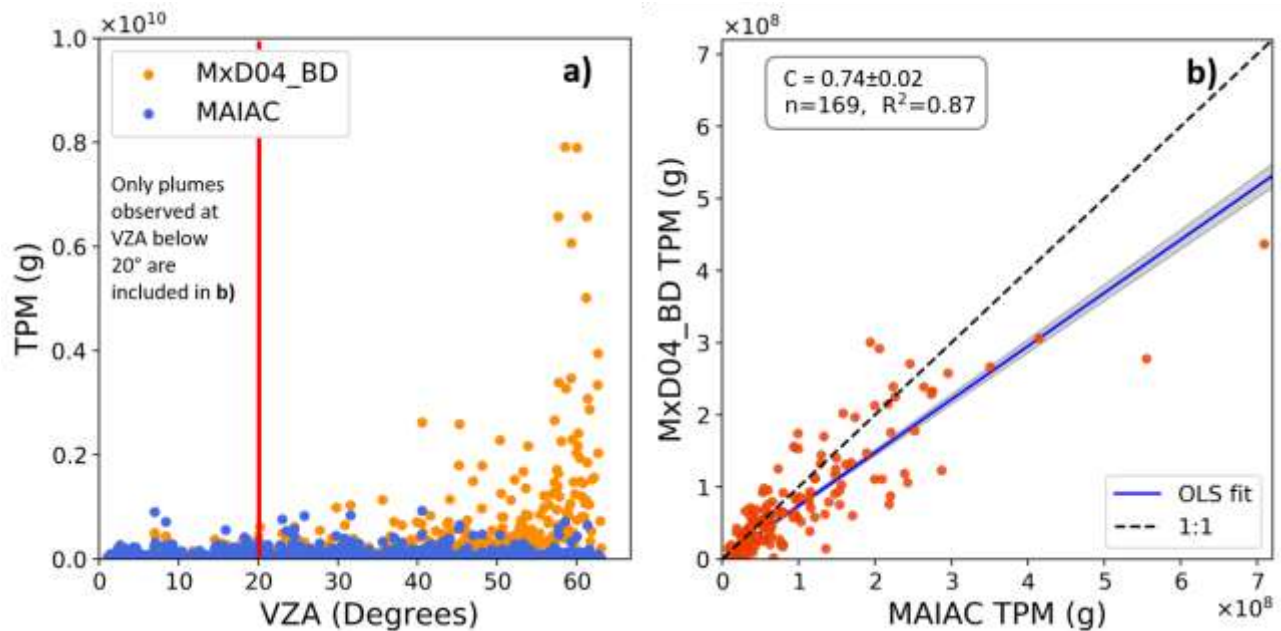 ×10¹⁰
1.0
0.8
0.6
0.4
0.2
0.0
TPM (g)
MxD04_BD
MAIAC
a)
Only plumes
observed at
VZA below
20° are
included in b)
0
10
20
30
40
50
60
VZA (Degrees)
×10⁸
7
6
5
4
3
2
1
0
MxD04_BD TPM (g)
C = 0.74±0.02
n=169, R²=0.87
b)
OLS fit
1:1
0
1
2
3
4
5
6
7
×10⁸
MAIAC TPM (g)